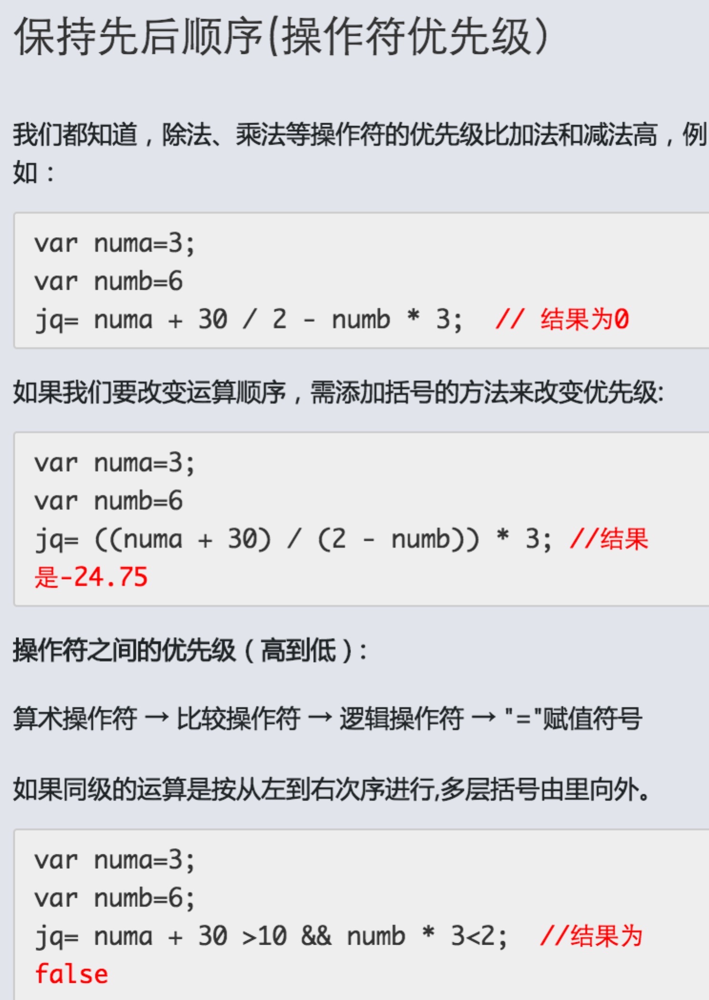 保持先后顺序(操作符优先级）
我们都知道，除法、乘法等操作符的优先级比加法和减法高，例
如：
var numa=3;
var numb=6
jq= numa + 30 / 2 - numb * 3;  // 结果为0
如果我们要改变运算顺序，需添加括号的方法来改变优先级:
var numa=3;
var numb=6
jq= ((numa + 30) / (2 - numb)) * 3; //结果
是-24.75
操作符之间的优先级（高到低）:
算术操作符 → 比较操作符 → 逻辑操作符 → "="赋值符号
如果同级的运算是按从左到右次序进行,多层括号由里向外。
var numa=3;
var numb=6;
jq= numa + 30 >10 && numb * 3<2;  //结果为
false